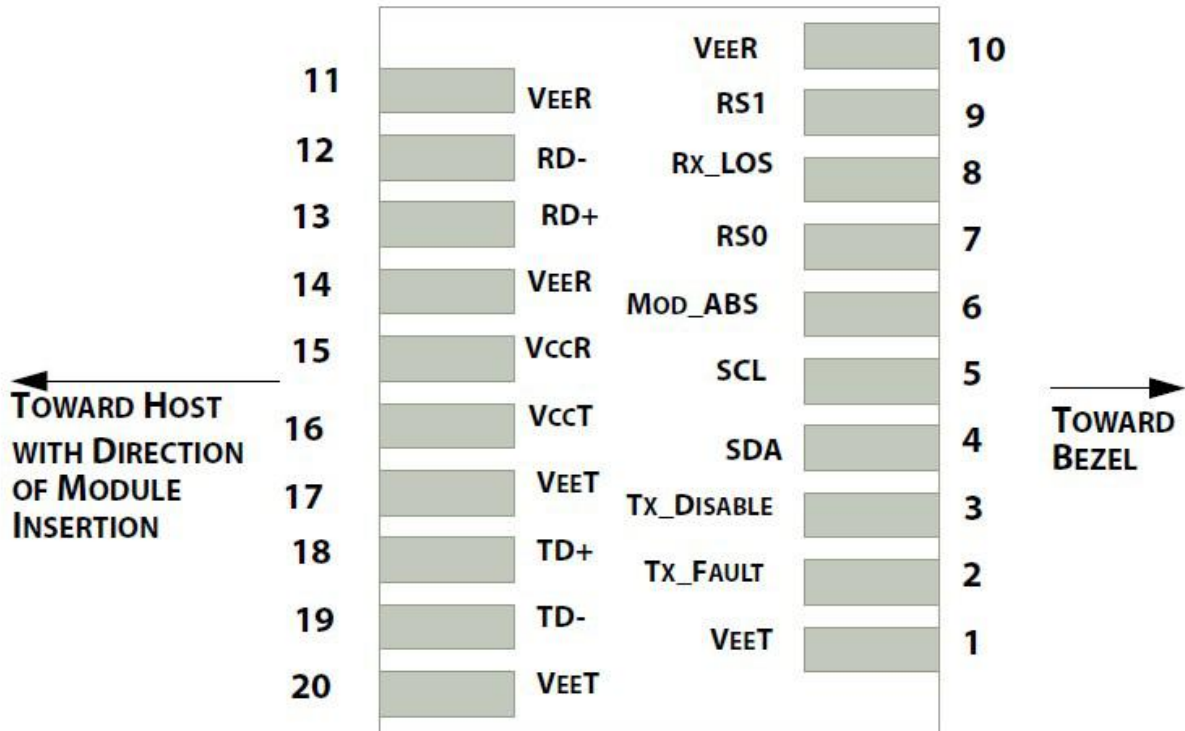 VEER 10
11 VEER
RS1 9
12 RD-
RX_LOS 8
13 RD+
RS0 7
14 VEER
MOD_ABS 6
15 VCCR
SCL 5
TOWARD HOST
WITH DIRECTION
OF MODULE
INSERTION
16 VCCT
SDA 4
TOWARD
BEZEL
17 VEET
TX_DISABLE 3
18 TD+
TX_FAULT 2
19 TD-
VEET 1
20 VEET